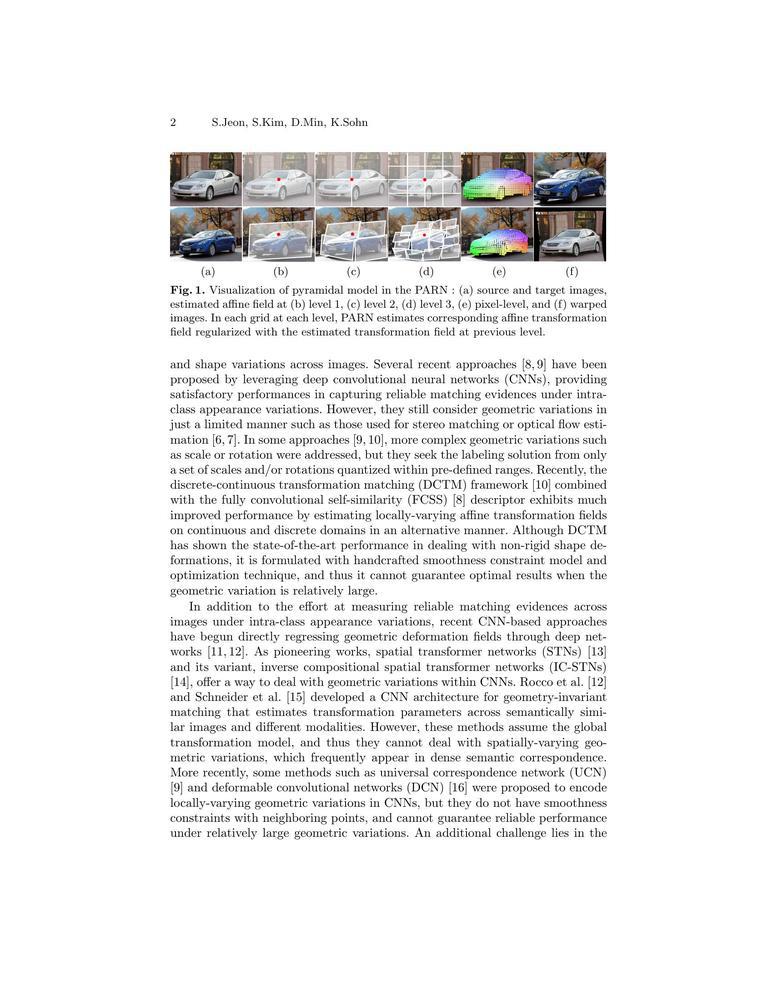 2 S.Jeon, S.Kim, D.Min, K.Sohn
(a) (b) (c) (d) (e) (f)
Fig. 1. Visualization of pyramidal model in the PARN : (a) source and target images,
estimated affine field at (b) level 1, (c) level 2, (d) level 3, (e) pixel-level, and (f) warped
images. In each grid at each level, PARN estimates corresponding affine transformation
field regularized with the estimated transformation field at previous level.
and shape variations across images. Several recent approaches [8, 9] have been
proposed by leveraging deep convolutional neural networks (CNNs), providing
satisfactory performances in capturing reliable matching evidences under intra-
class appearance variations. However, they still consider geometric variations in
just a limited manner such as those used for stereo matching or optical flow esti-
mation [6, 7]. In some approaches [9, 10], more complex geometric variations such
as scale or rotation were addressed, but they seek the labeling solution from only
a set of scales and/or rotations quantized within pre-defined ranges. Recently, the
discrete-continuous transformation matching (DCTM) framework [10] combined
with the fully convolutional self-similarity (FCSS) [8] descriptor exhibits much
improved performance by estimating locally-varying affine transformation fields
on continuous and discrete domains in an alternative manner. Although DCTM
has shown the state-of-the-art performance in dealing with non-rigid shape de-
formations, it is formulated with handcrafted smoothness constraint model and
optimization technique, and thus it cannot guarantee optimal results when the
geometric variation is relatively large.
In addition to the effort at measuring reliable matching evidences across
images under intra-class appearance variations, recent CNN-based approaches
have begun directly regressing geometric deformation fields through deep net-
works [11, 12]. As pioneering works, spatial transformer networks (STNs) [13]
and its variant, inverse compositional spatial transformer networks (IC-STNs)
[14], offer a way to deal with geometric variations within CNNs. Rocco et al. [12]
and Schneider et al. [15] developed a CNN architecture for geometry-invariant
matching that estimates transformation parameters across semantically simi-
lar images and different modalities. However, these methods assume the global
transformation model, and thus they cannot deal with spatially-varying geo-
metric variations, which frequently appear in dense semantic correspondence.
More recently, some methods such as universal correspondence network (UCN)
[9] and deformable convolutional networks (DCN) [16] were proposed to encode
locally-varying geometric variations in CNNs, but they do not have smoothness
constraints with neighboring points, and cannot guarantee reliable performance
under relatively large geometric variations. An additional challenge lies in the